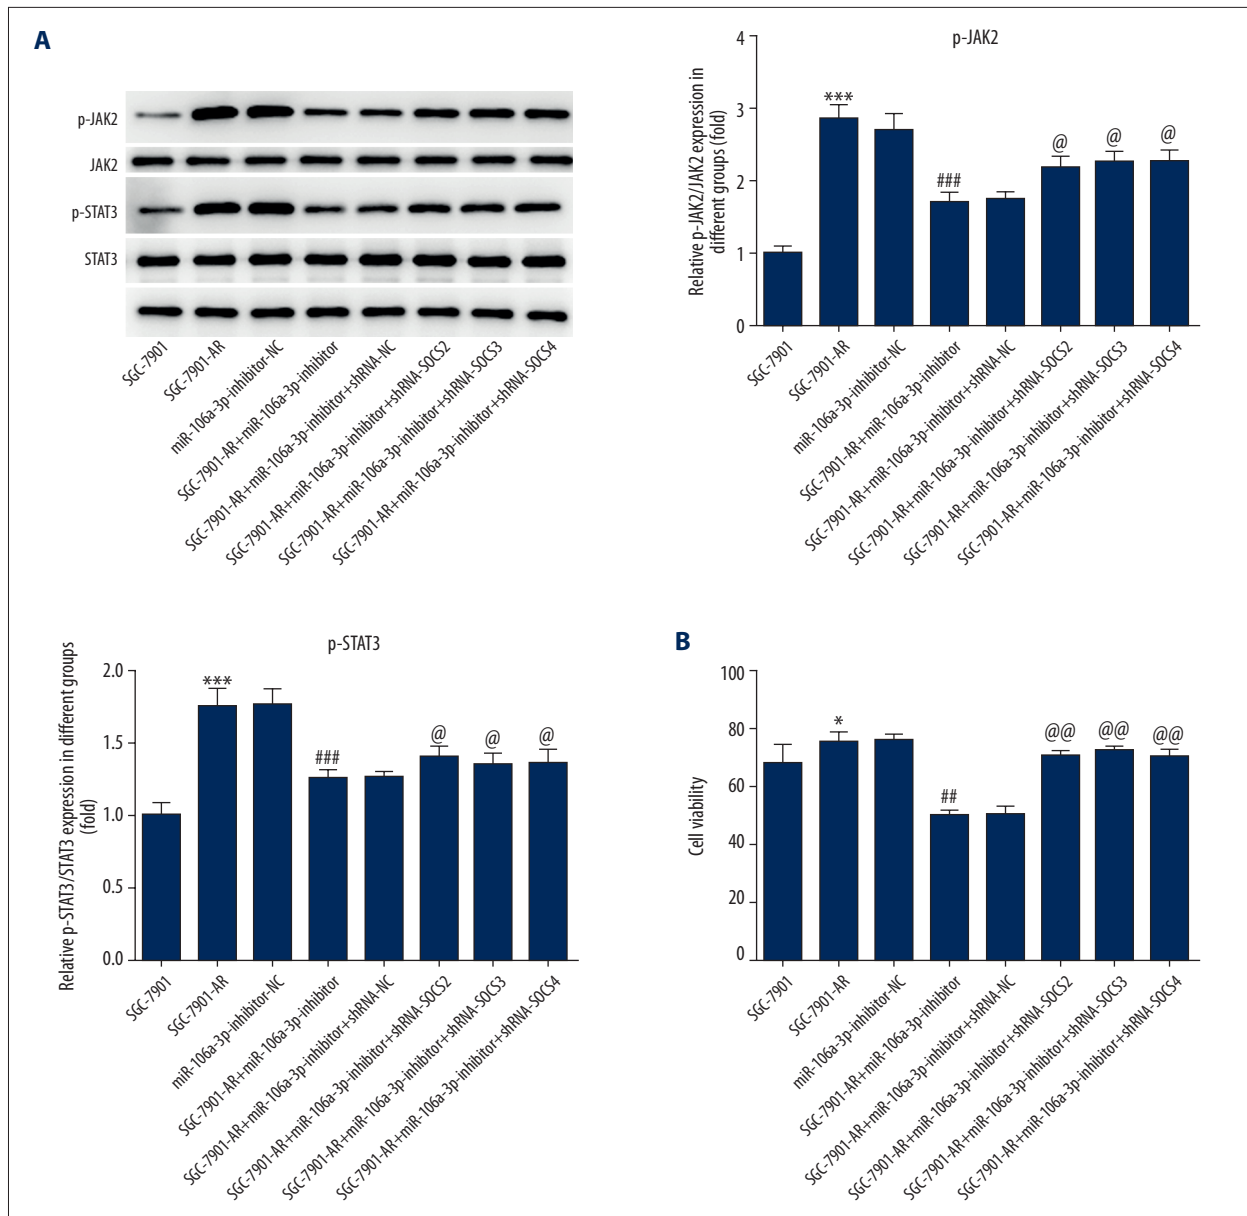 A
p-JAK2
JAK2
p-STAT3
STAT3
SGC-7901
SGC-7901-AR
miR-106a-3p-inhibitor-NC
SGC-7901-AR+miR-106a-3p-inhibitor
SGC-7901-AR+miR-106a-3p-inhibitor+shRNA-NC
SGC-7901-AR+miR-106a-3p-inhibitor+shRNA-SOCS2
SGC-7901-AR+miR-106a-3p-inhibitor+shRNA-SOCS3
SGC-7901-AR+miR-106a-3p-inhibitor+shRNA-SOCS4
p-JAK2
Relative p-JAK2/JAK2 expression in
different groups (fold)
4
3
2
1
0
***
###
@
@
@
SGC-7901
SGC-7901-AR
miR-106a-3p-inhibitor-NC
SGC-7901-AR+miR-106a-3p-inhibitor
SGC-7901-AR+miR-106a-3p-inhibitor+shRNA-NC
SGC-7901-AR+miR-106a-3p-inhibitor+shRNA-SOCS2
SGC-7901-AR+miR-106a-3p-inhibitor+shRNA-SOCS3
SGC-7901-AR+miR-106a-3p-inhibitor+shRNA-SOCS4
p-STAT3
Relative p-STAT3/STAT3 expression in different groups
(fold)
2.0
1.5
1.0
0.5
0.0
***
###
@
@
@
SGC-7901
SGC-7901-AR
miR-106a-3p-inhibitor-NC
SGC-7901-AR+miR-106a-3p-inhibitor
SGC-7901-AR+miR-106a-3p-inhibitor+shRNA-NC
SGC-7901-AR+miR-106a-3p-inhibitor+shRNA-SOCS2
SGC-7901-AR+miR-106a-3p-inhibitor+shRNA-SOCS3
SGC-7901-AR+miR-106a-3p-inhibitor+shRNA-SOCS4
B
Cell viability
100
80
60
40
20
0
*
##
@@
@@
@@
SGC-7901
SGC-7901-AR
miR-106a-3p-inhibitor-NC
SGC-7901-AR+miR-106a-3p-inhibitor
SGC-7901-AR+miR-106a-3p-inhibitor+shRNA-NC
SGC-7901-AR+miR-106a-3p-inhibitor+shRNA-SOCS2
SGC-7901-AR+miR-106a-3p-inhibitor+shRNA-SOCS3
SGC-7901-AR+miR-106a-3p-inhibitor+shRNA-SOCS4